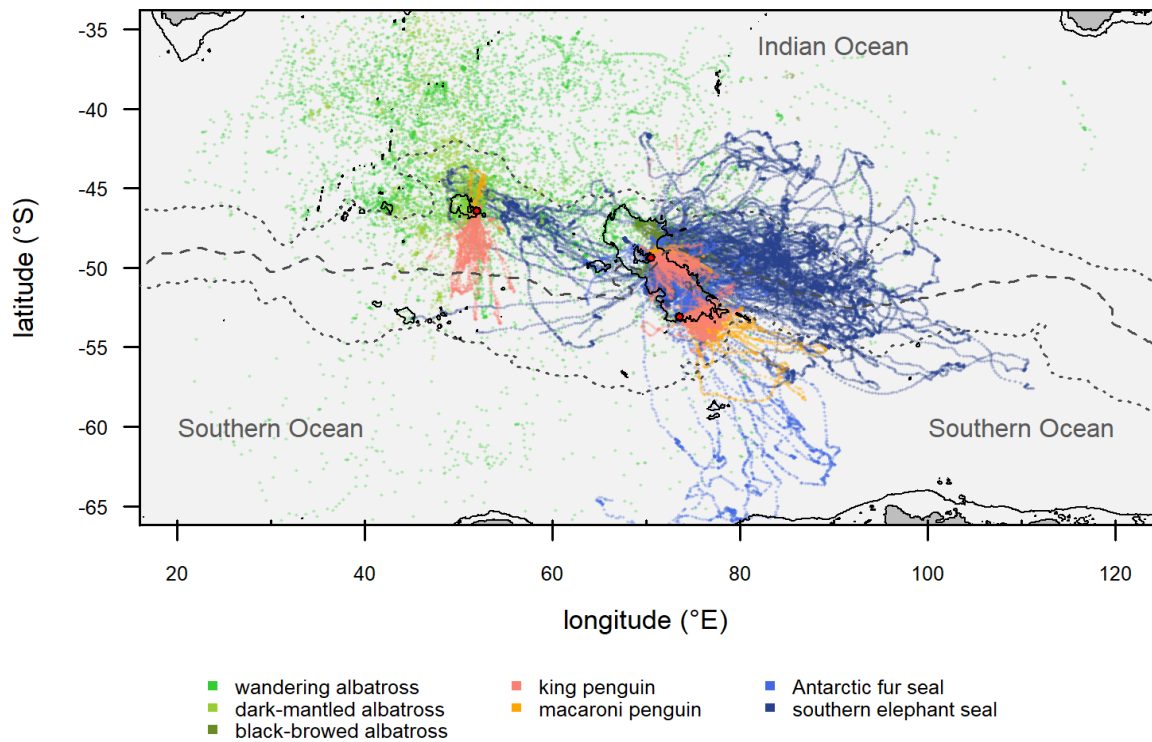 -35
-40
-45
-50
-55
-60
-65
latitude (°S)
Indian Ocean
Southern Ocean
Southern Ocean
20 40 60 80 100 120
longitude (°E)
wandering albatross king penguin Antarctic fur seal
dark-mantled albatross macaroni penguin southern elephant seal
black-browed albatross